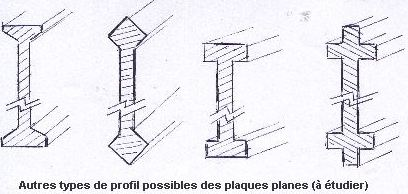 Autres types de profil possibles des plaques planes (à étudier)